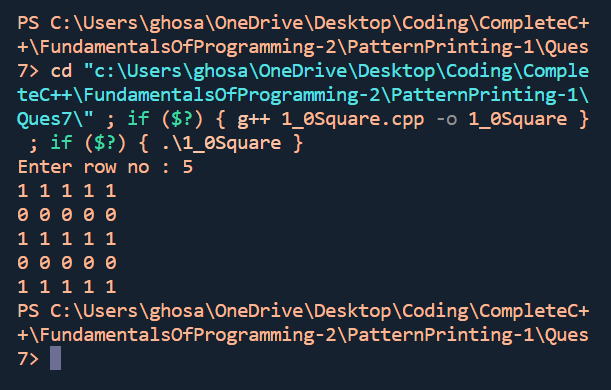 PS C:\Users\ghosa\OneDrive\Desktop\Coding\CompleteC+
+\FundamentalsOfProgramming-2\PatternPrinting-1\Ques
7> cd "c:\Users\ghosa\OneDrive\Desktop\Coding\Comple
teC++\FundamentalsOfProgramming-2\PatternPrinting-1\
Ques7\" ; if ($?) { g++ 1_0Square.cpp -o 1_0Square }
 ; if ($?) { .\1_0Square }
Enter row no : 5
1 1 1 1 1
0 0 0 0 0
1 1 1 1 1
0 0 0 0 0
1 1 1 1 1
PS C:\Users\ghosa\OneDrive\Desktop\Coding\CompleteC+
+\FundamentalsOfProgramming-2\PatternPrinting-1\Ques
7>